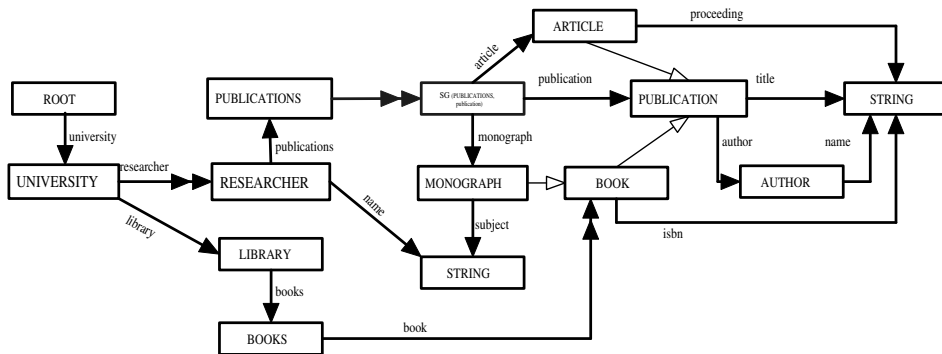 ARTICLE
proceeding
article
ROOT
PUBLICATIONS
SG (PUBLICATIONS,
publication)
publication
PUBLICATION
title
STRING
university
publications
monograph
author
name
UNIVERSITY
researcher
RESEARCHER
MONOGRAPH
BOOK
AUTHOR
library
name
subject
isbn
LIBRARY
STRING
books
BOOKS
book